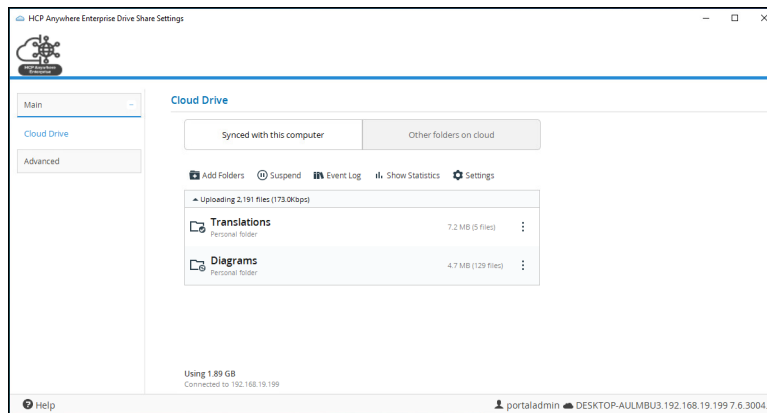 HCP Anywhere Enterprise Drive Share Settings
HCP Anywhere
Enterprise
Main
Cloud Drive
Advanced
Cloud Drive
Synced with this computer
Other folders on cloud
Add Folders
Suspend
Event Log
Show Statistics
Settings
Uploading 2,191 files (173.0Kbps)
Translations
Personal folder
7.2 MB (5 files)
Diagrams
Personal folder
4.7 MB (129 files)
Using 1.89 GB
Connected to 192.168.19.199
Help
portaladmin
DESKTOP-AULMBU3.192.168.19.199 7.6.3004.